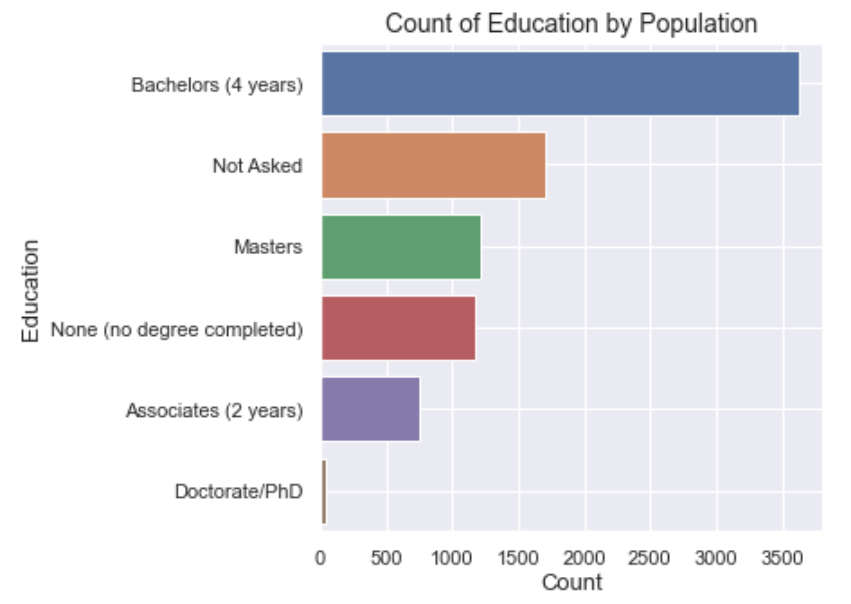 Count of Education by Population
Bachelors (4 years)
Not Asked
Masters
None (no degree completed)
Associates (2 years)
Doctorate/PhD
Education
0 500 1000 1500 2000 2500 3000 3500
Count